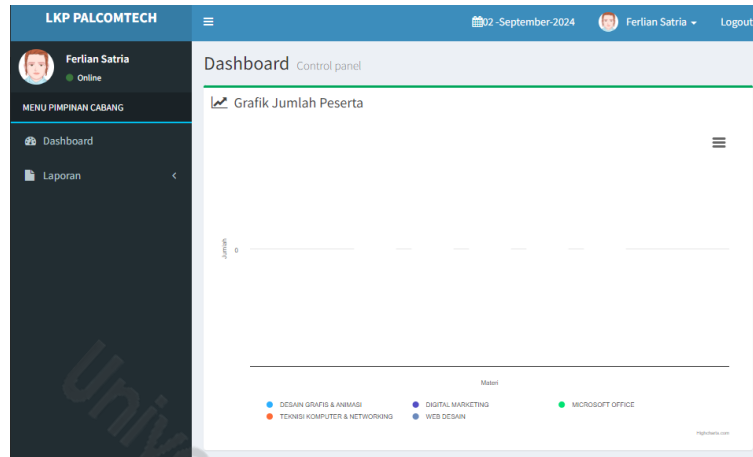 LKP PALCOMTECH
02 -September-2024
Ferlian Satria
Logout
Ferlian Satria
Online
MENU PIMPINAN CABANG
Dashboard
Laporan
Dashboard Control panel
Grafik Jumlah Peserta
Jumlah
0
Materi
DESAIN GRAFIS & ANIMASI
DIGITAL MARKETING
MICROSOFT OFFICE
TEKNISI KOMPUTER & NETWORKING
WEB DESAIN
Highcharts.com